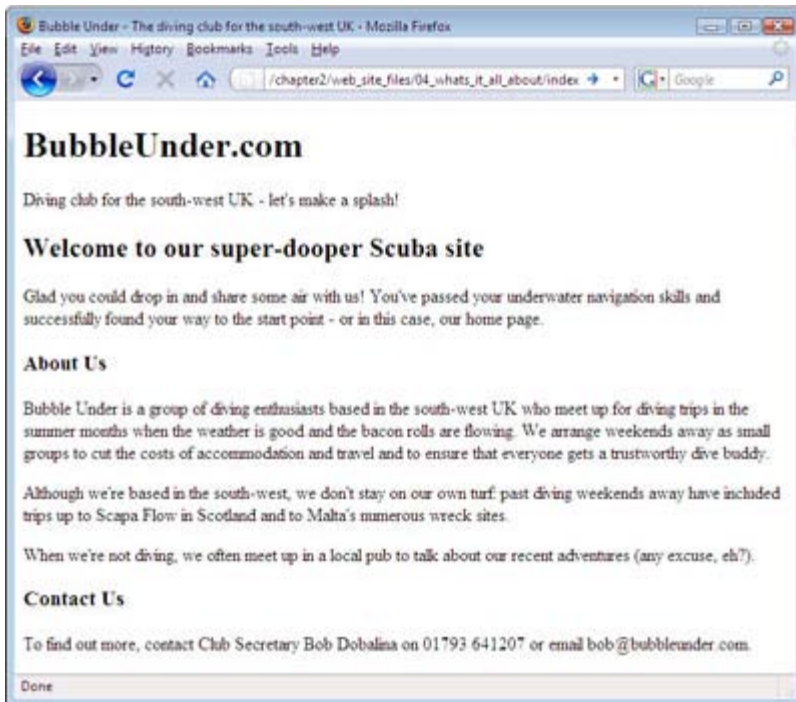 Bubble Under - The diving club for the south-west UK - Mozilla Firefox
File Edit View History Bookmarks Tools Help
/chapter2/web_site_files/04_whats_it_all_about/index Google
BubbleUnder.com
Diving club for the south-west UK - let's make a splash!
Welcome to our super-dooper Scuba site
Glad you could drop in and share some air with us! You've passed your underwater navigation skills and
successfully found your way to the start point - or in this case, our home page.
About Us
Bubble Under is a group of diving enthusiasts based in the south-west UK who meet up for diving trips in the
summer months when the weather is good and the bacon rolls are flowing. We arrange weekends away as small
groups to cut the costs of accommodation and travel and to ensure that everyone gets a trustworthy dive buddy.
Although we're based in the south-west, we don't stay on our own turf: past diving weekends away have included
trips up to Scapa Flow in Scotland and to Malta's numerous wreck sites.
When we're not diving, we often meet up in a local pub to talk about our recent adventures (any excuse, eh?).
Contact Us
To find out more, contact Club Secretary Bob Dobalina on 01793 641207 or email bob@bubbleunder.com.
Done